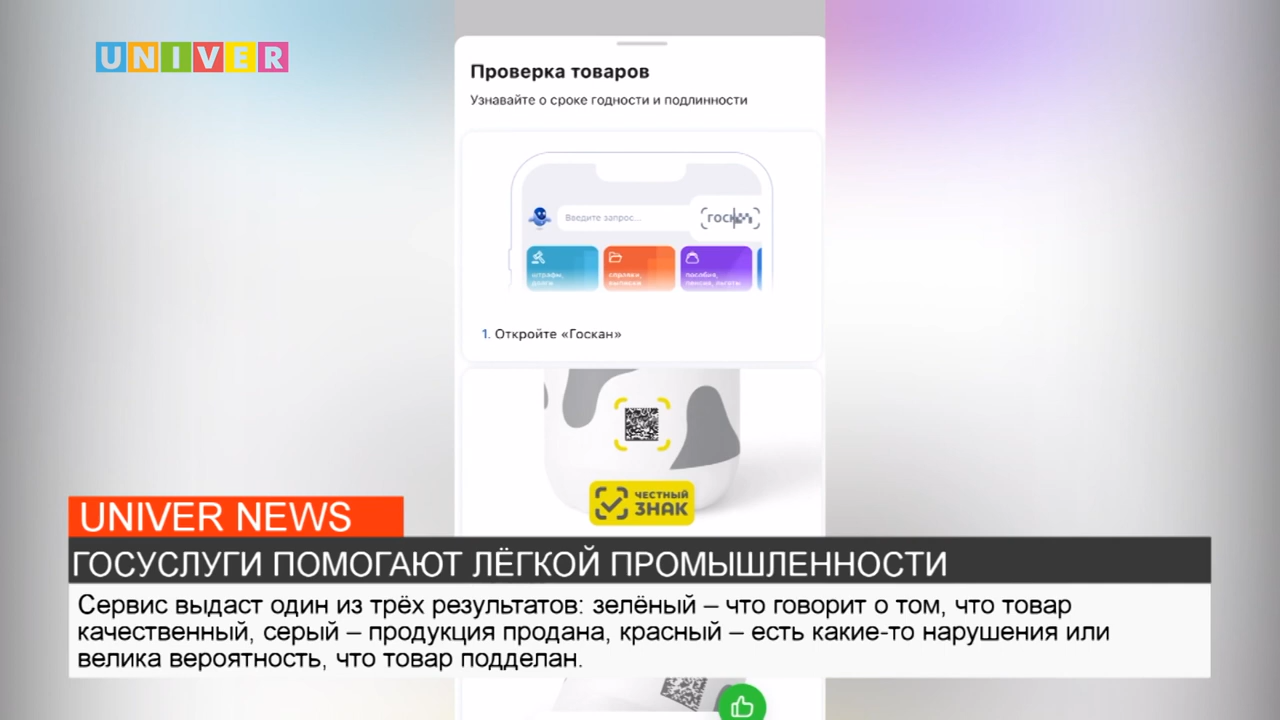 UNIVER
Проверка товаров
Узнавайте о сроке годности и подлинности
Введите запрос...
штрафы,
долги
справки,
выписки
пособия,
пенсия, льготы
1. Откройте «Госкан»
ЧЕСТНЫЙ
ЗНАК
UNIVER NEWS
ГОСУСЛУГИ ПОМОГАЮТ ЛЁГКОЙ ПРОМЫШЛЕННОСТИ
Сервис выдаст один из трёх результатов: зелёный – что говорит о том, что товар
качественный, серый – продукция продана, красный – есть какие-то нарушения или
велика вероятность, что товар подделан.